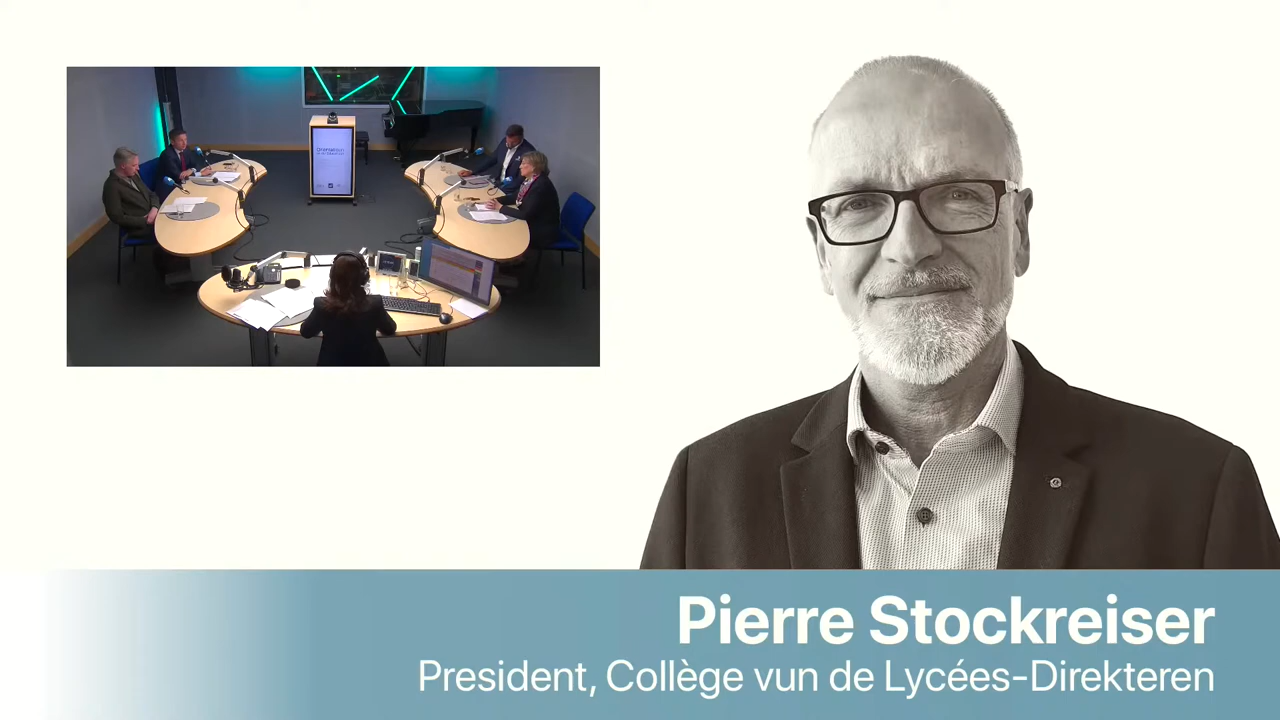 Pierre Stockreiser
President, Collège vun de Lycées-Direkteren